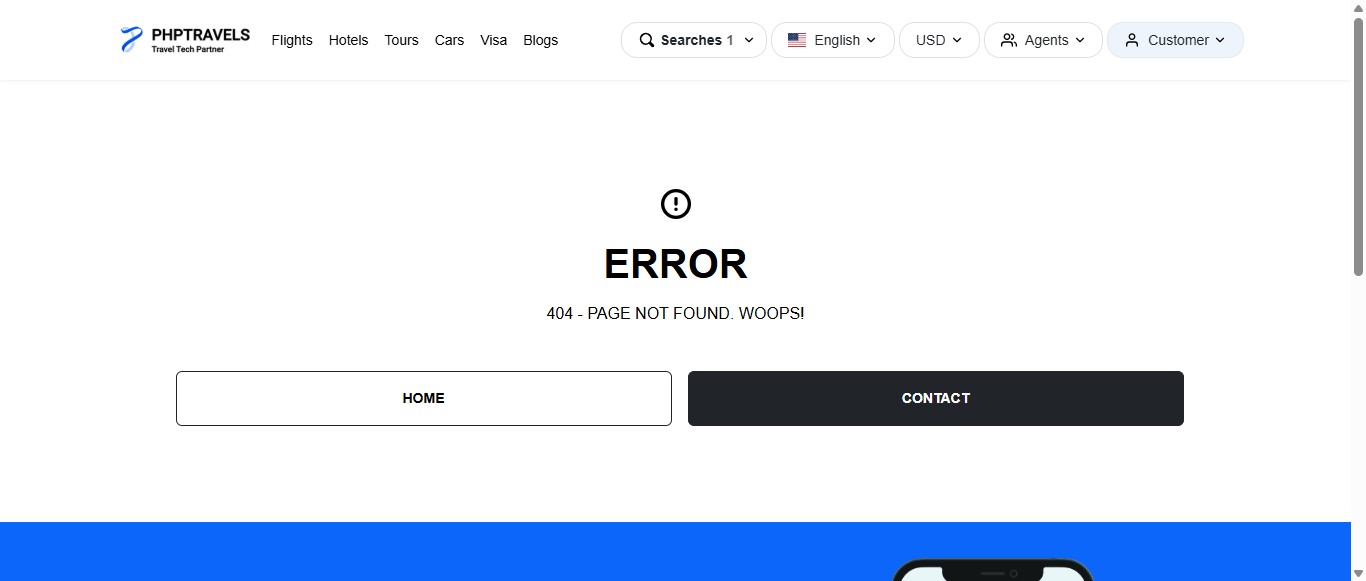 PHPTRAVELS
Travel Tech Partner
Flights Hotels Tours Cars Visa Blogs
Searches 1 English USD Agents Customer
ERROR
404 - PAGE NOT FOUND. WOOPS!
HOME
CONTACT